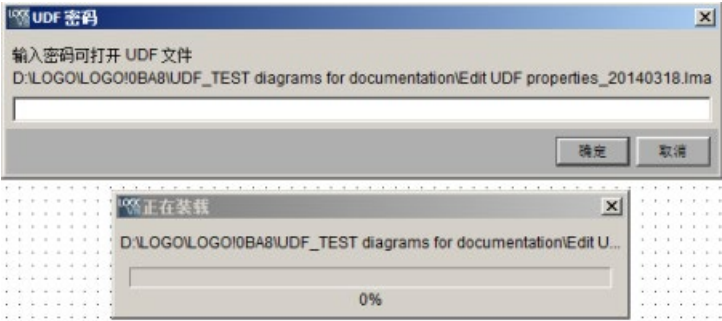 UDF 密码
输入密码可打开 UDF 文件
D:\LOGO\LOGO!0BA8\UDF_TEST diagrams for documentation\Edit UDF properties_20140318.lma
确定
取消
正在装载
D:\LOGO\LOGO!0BA8\UDF_TEST diagrams for documentation\Edit U...
0%